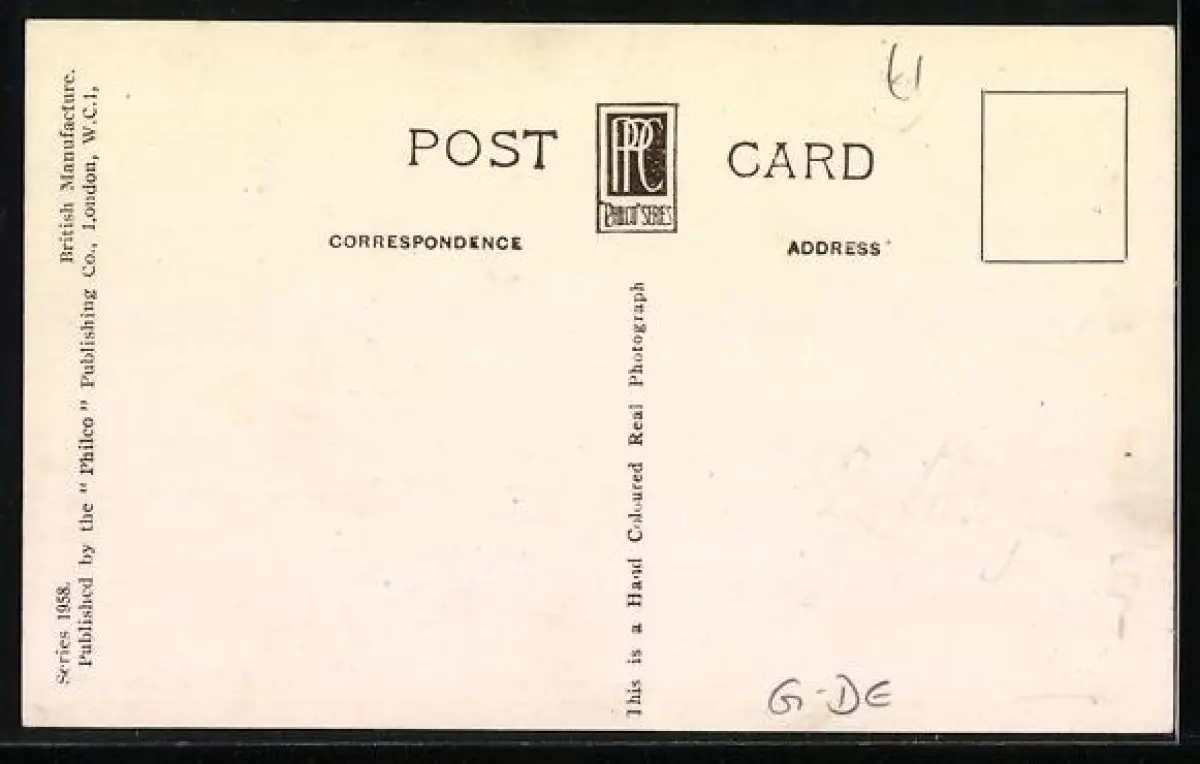 British Manufacture.
Series 1958.
Published by the " Philco " Publishing Co., London, W.C.1,
POST CARD
PPC
"PHILCO" SERIES
CORRESPONDENCE
ADDRESS
This is a Hand Coloured Real Photograph
G-DE